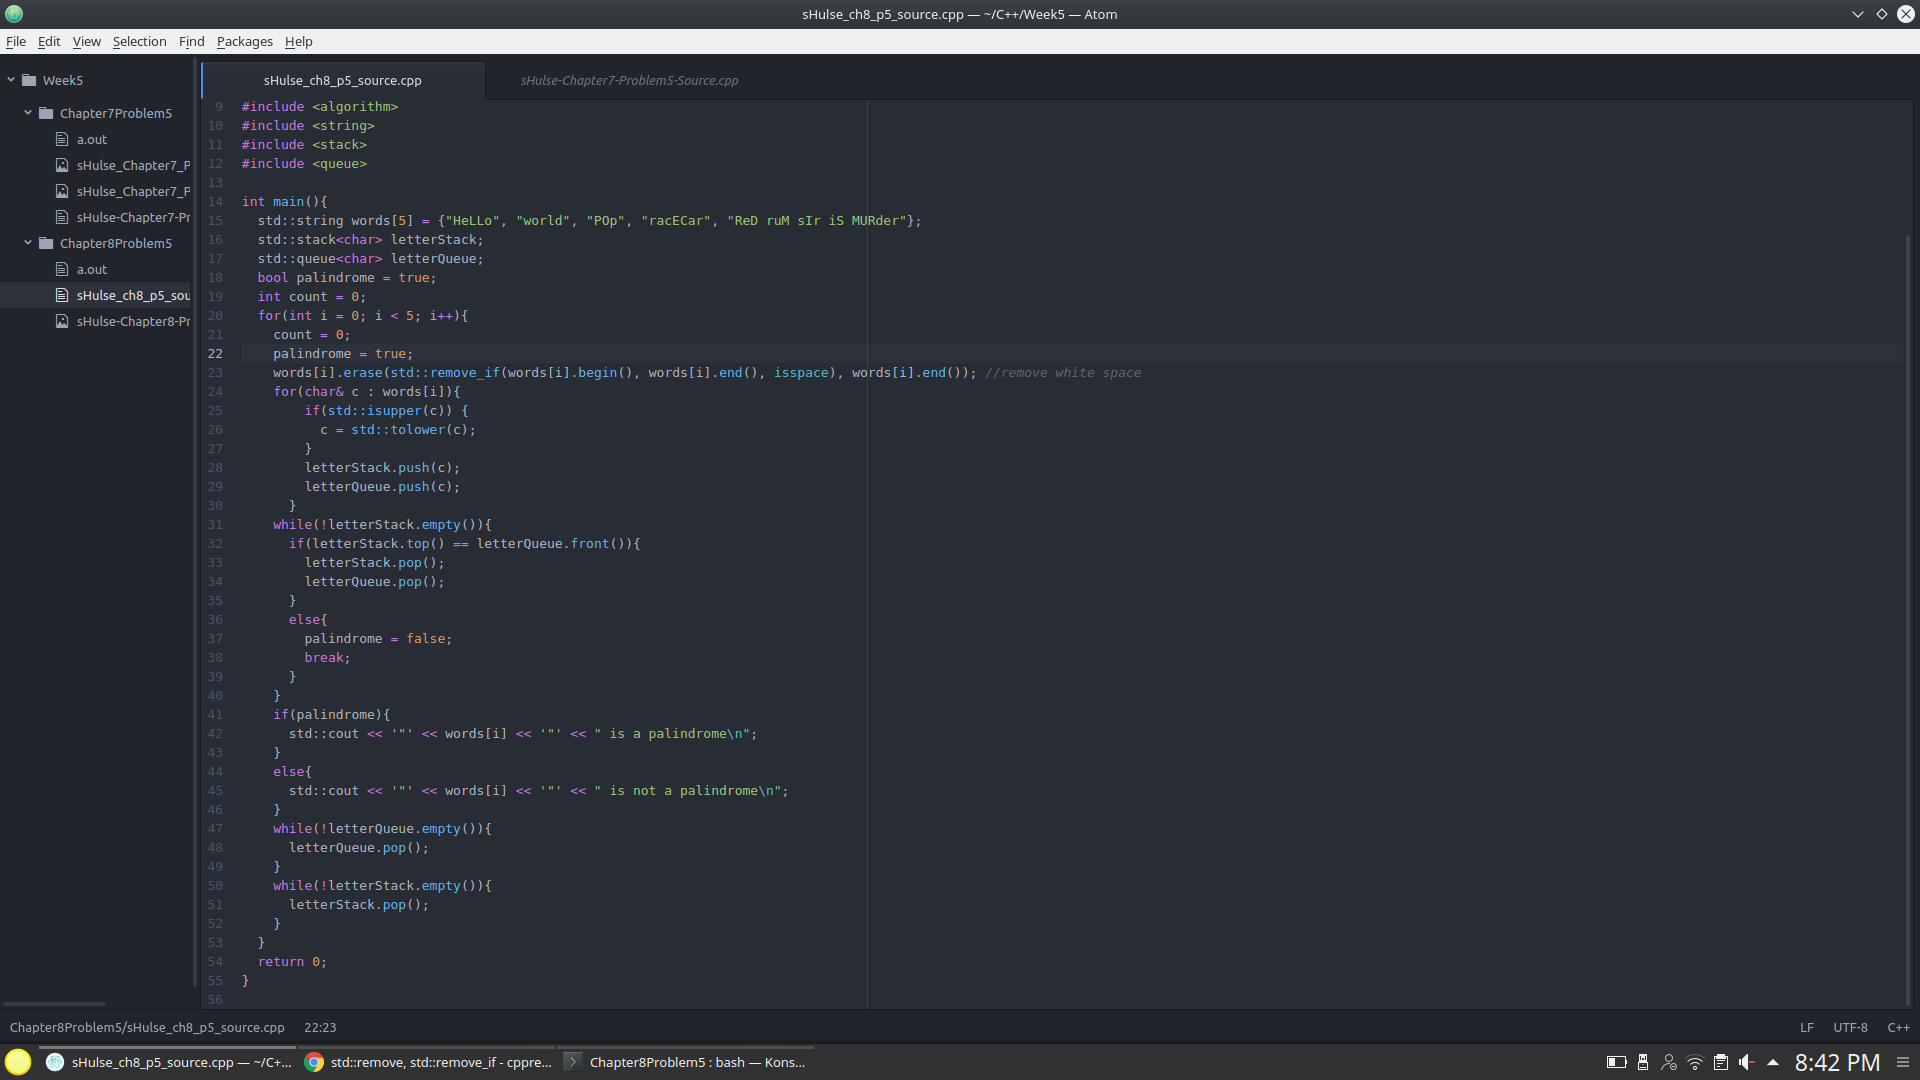 sHulse_ch8_p5_source.cpp — ~/C++/Week5 — Atom
File Edit View Selection Find Packages Help
Week5
Chapter7Problem5
a.out
sHulse_Chapter7_P
sHulse_Chapter7_P
sHulse-Chapter7-Pr
Chapter8Problem5
a.out
sHulse_ch8_p5_sou
sHulse-Chapter8-Pr
sHulse_ch8_p5_source.cpp sHulse-Chapter7-Problem5-Source.cpp
9 #include <algorithm>
10 #include <string>
11 #include <stack>
12 #include <queue>
13
14 int main(){
15   std::string words[5] = {"HeLLo", "world", "POp", "racECar", "ReD ruM sIr iS MURder"};
16   std::stack<char> letterStack;
17   std::queue<char> letterQueue;
18   bool palindrome = true;
19   int count = 0;
20   for(int i = 0; i < 5; i++){
21     count = 0;
22     palindrome = true;
23     words[i].erase(std::remove_if(words[i].begin(), words[i].end(), isspace), words[i].end()); //remove white space
24     for(char& c : words[i]){
25         if(std::isupper(c)) {
26           c = std::tolower(c);
27         }
28         letterStack.push(c);
29         letterQueue.push(c);
30       }
31     while(!letterStack.empty()){
32       if(letterStack.top() == letterQueue.front()){
33         letterStack.pop();
34         letterQueue.pop();
35       }
36       else{
37         palindrome = false;
38         break;
39       }
40     }
41     if(palindrome){
42       std::cout << '"' << words[i] << '"' << " is a palindrome\n";
43     }
44     else{
45       std::cout << '"' << words[i] << '"' << " is not a palindrome\n";
46     }
47     while(!letterQueue.empty()){
48       letterQueue.pop();
49     }
50     while(!letterStack.empty()){
51       letterStack.pop();
52     }
53   }
54   return 0;
55 }
56
Chapter8Problem5/sHulse_ch8_p5_source.cpp 22:23 LF UTF-8 C++
sHulse_ch8_p5_source.cpp — ~/C+... std::remove, std::remove_if - cppre... Chapter8Problem5 : bash — Kons... 8:42 PM